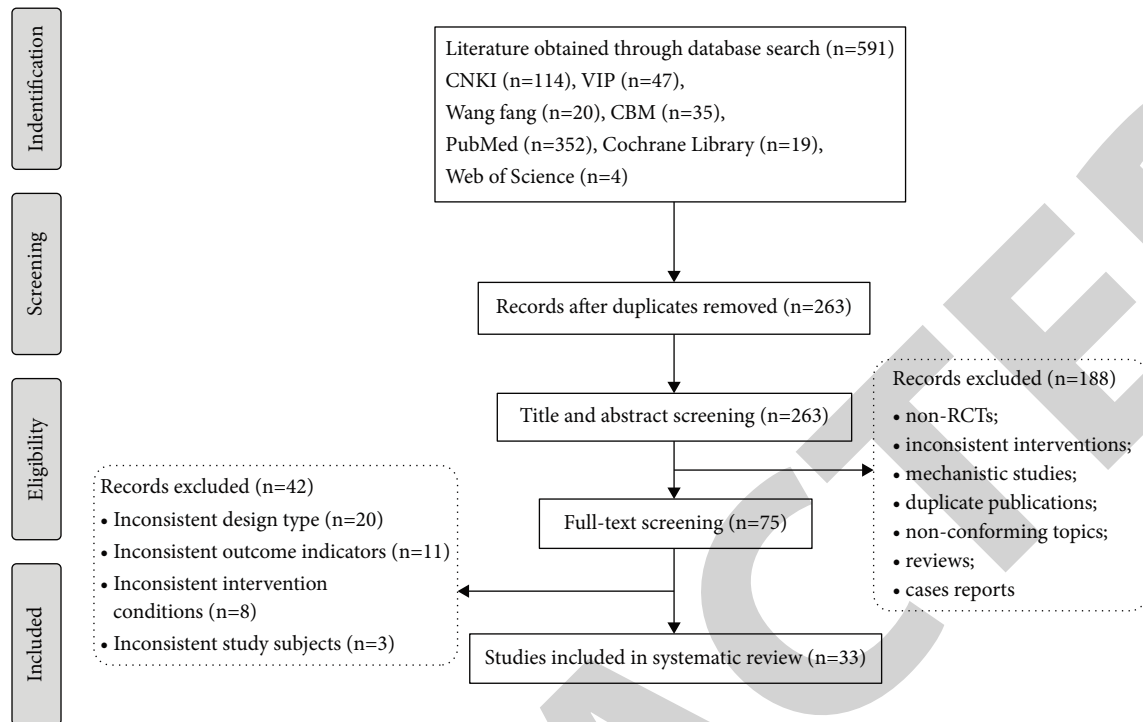 Indentification
Literature obtained through database search (n=591)
CNKI (n=114), VIP (n=47),
Wang fang (n=20), CBM (n=35),
PubMed (n=352), Cochrane Library (n=19),
Web of Science (n=4)
Screening
Records after duplicates removed (n=263)
Eligibility
Title and abstract screening (n=263)
Records excluded (n=188)
• non-RCTs;
• inconsistent interventions;
• mechanistic studies;
• duplicate publications;
• non-conforming topics;
• reviews;
• cases reports
Full-text screening (n=75)
Records excluded (n=42)
• Inconsistent design type (n=20)
• Inconsistent outcome indicators (n=11)
• Inconsistent intervention
conditions (n=8)
• Inconsistent study subjects (n=3)
Included
Studies included in systematic review (n=33)
ACTE